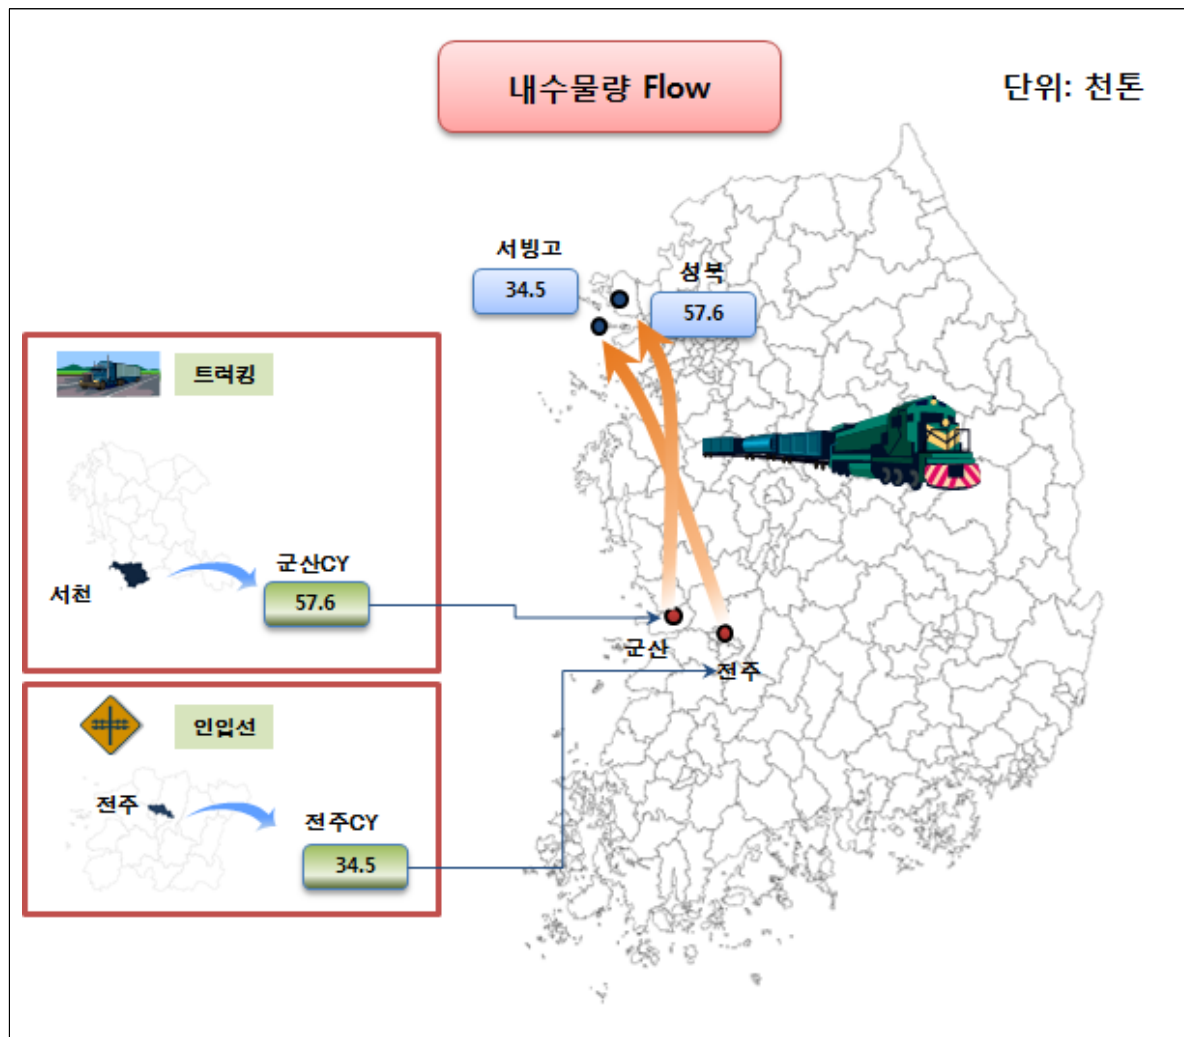 내수물량 Flow
단위: 천톤
서빙고
34.5
성북
57.6
트럭킹
서천
군산CY
57.6
군산
전주
인입선
전주
전주CY
34.5